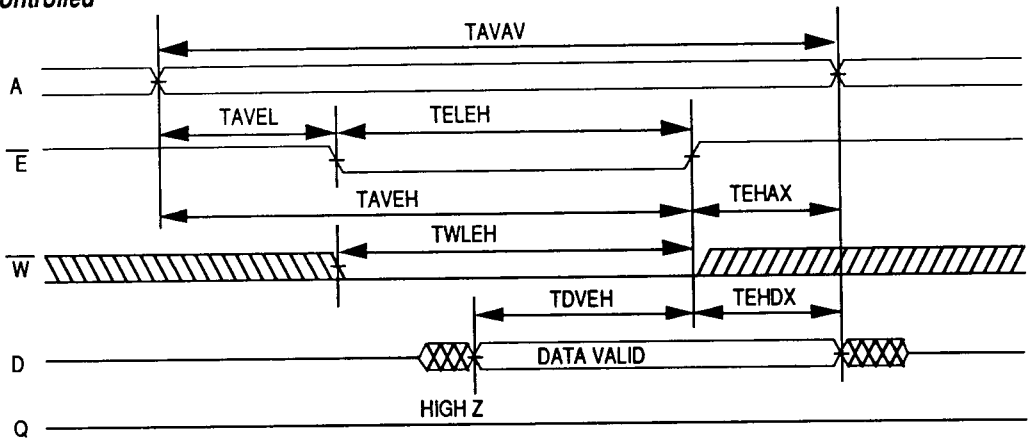 ontrolled
TAVAV
A
TAVEL TELEH
E
TAVEH TEHAX
TWLEH
W
TDVEH TEHDX
D DATA VALID
HIGH Z
Q